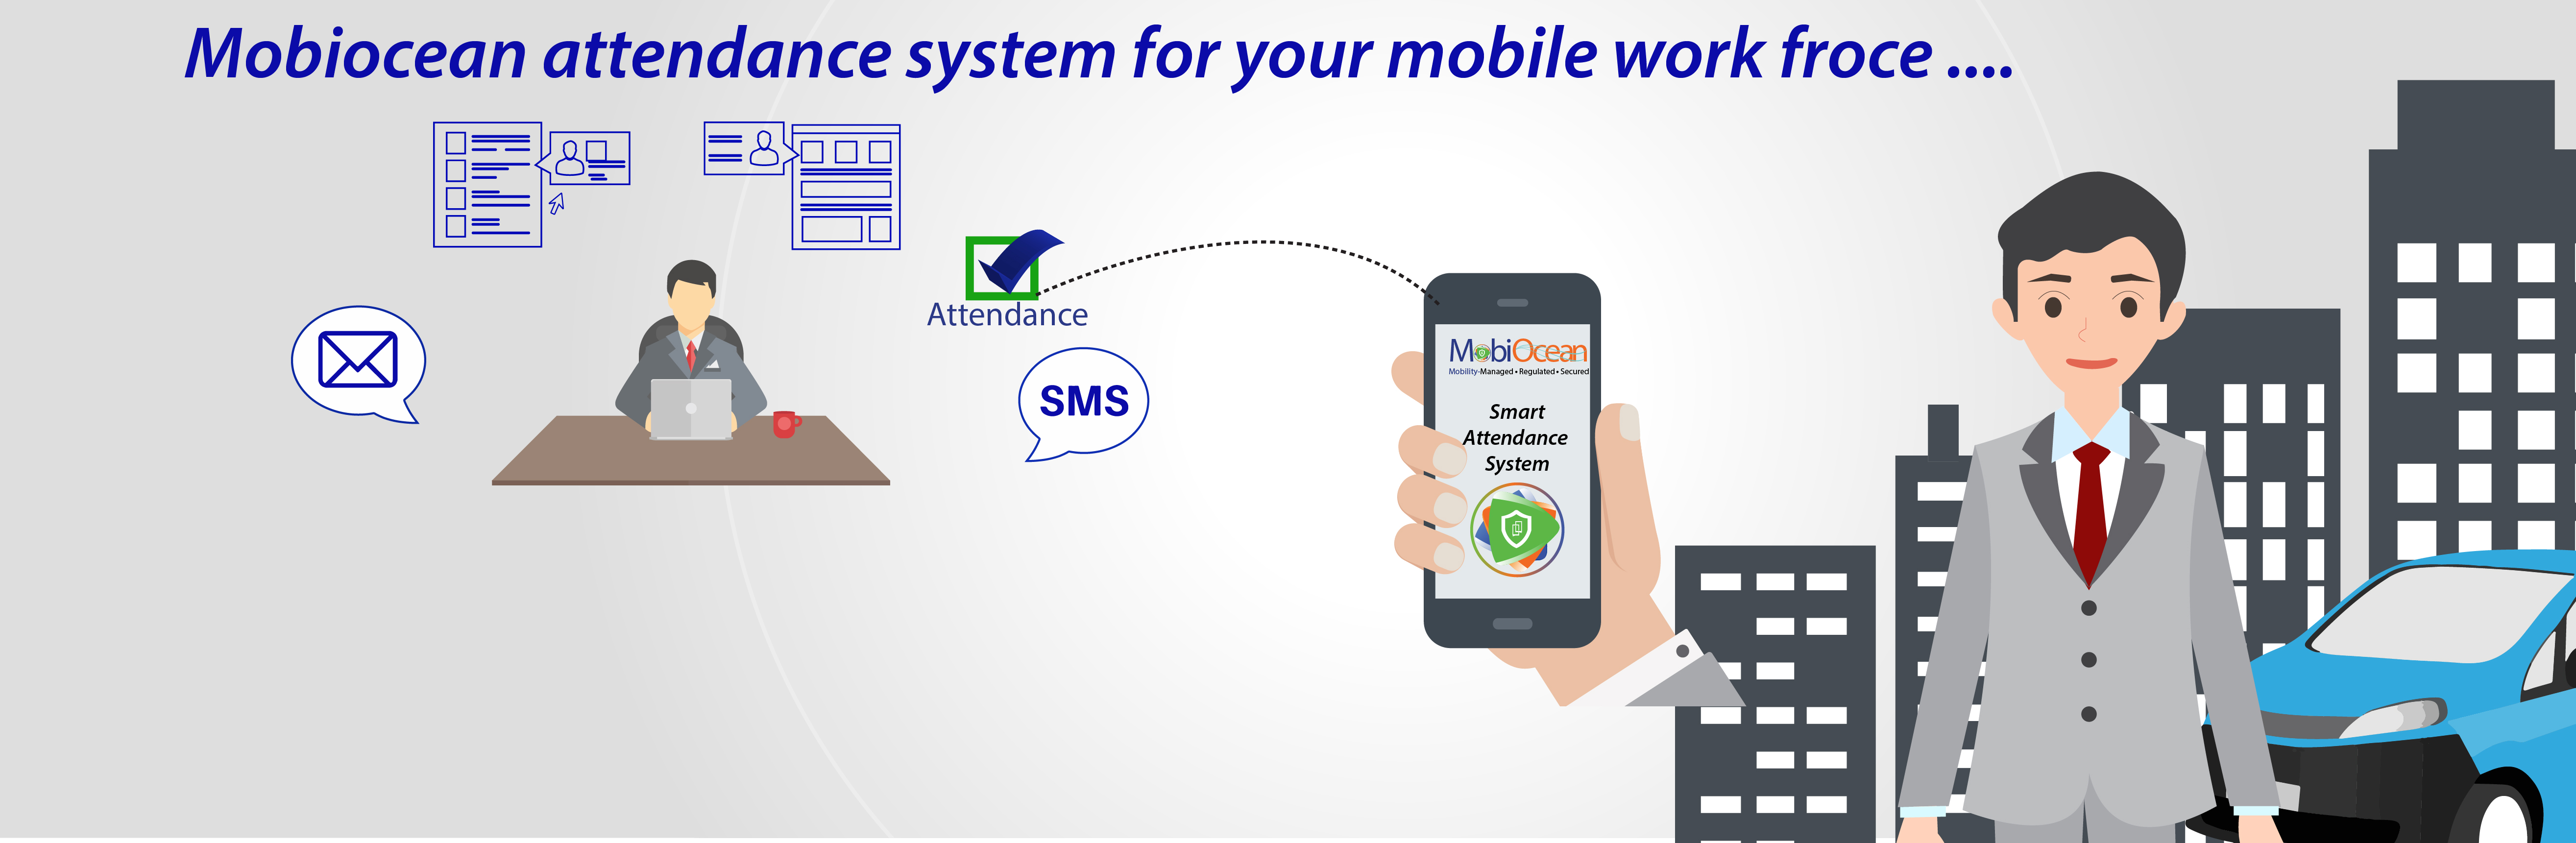 Mobiocean attendance system for your mobile work froce ....
Attendance
SMS
MobiOcean
Mobility-Managed • Regulated • Secured
Smart
Attendance
System